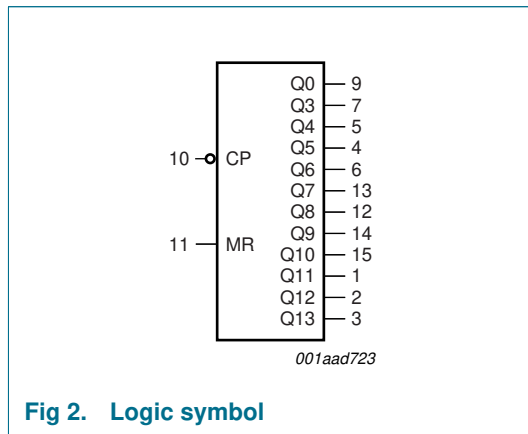 Q0 9
Q3 7
Q4 5
Q5 4
10 CP
Q6 6
Q7 13
Q8 12
Q9 14
11 MR
Q10 15
Q11 1
Q12 2
Q13 3
001aad723
Fig 2. Logic symbol